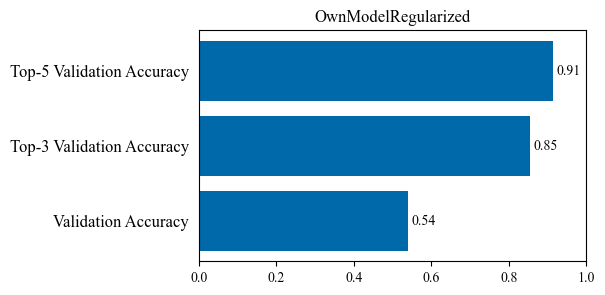 OwnModelRegularized
Top-5 Validation Accuracy
0.91
Top-3 Validation Accuracy
0.85
Validation Accuracy
0.54
0.0 0.2 0.4 0.6 0.8 1.0